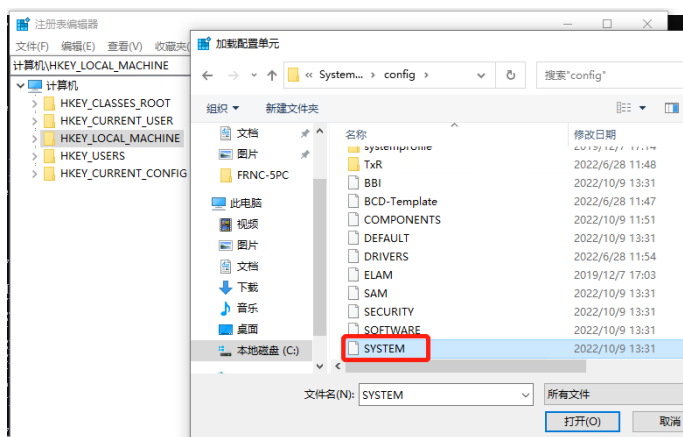 注册表编辑器
文件(F) 编辑(E) 查看(V) 收藏夹(
计算机\HKEY_LOCAL_MACHINE
计算机
HKEY_CLASSES_ROOT
HKEY_CURRENT_USER
HKEY_LOCAL_MACHINE
HKEY_USERS
HKEY_CURRENT_CONFIG
加载配置单元
« System... › config ›
搜索"config"
组织 新建文件夹
文档
图片
FRNC-5PC
此电脑
视频
图片
文档
下载
音乐
桌面
本地磁盘 (C:)
名称 修改日期
systemprofile 2019/12/7 17:14
TxR 2022/6/28 11:48
BBI 2022/10/9 13:31
BCD-Template 2022/6/28 11:47
COMPONENTS 2022/10/9 11:51
DEFAULT 2022/10/9 13:31
DRIVERS 2022/6/28 11:54
ELAM 2019/12/7 17:03
SAM 2022/10/9 13:31
SECURITY 2022/10/9 13:31
SOFTWARE 2022/10/9 13:31
SYSTEM 2022/10/9 13:31
文件名(N): SYSTEM 所有文件
打开(O) 取消